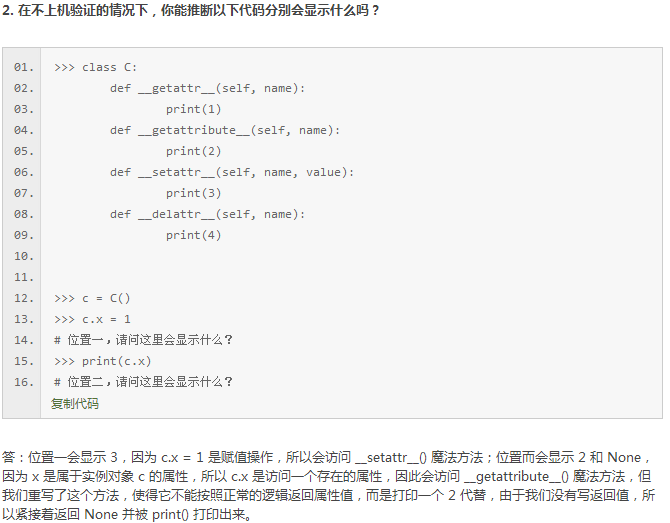 2. 在不上机验证的情况下，你能推断以下代码分别会显示什么吗？
01. >>> class C:
02. def __getattr__(self, name):
03. print(1)
04. def __getattribute__(self, name):
05. print(2)
06. def __setattr__(self, name, value):
07. print(3)
08. def __delattr__(self, name):
09. print(4)
10.
11.
12. >>> c = C()
13. >>> c.x = 1
14. # 位置一，请问这里会显示什么？
15. >>> print(c.x)
16. # 位置二，请问这里会显示什么？
复制代码
答：位置一会显示 3，因为 c.x = 1 是赋值操作，所以会访问 __setattr__() 魔法方法；位置而会显示 2 和 None，
因为 x 是属于实例对象 c 的属性，所以 c.x 是访问一个存在的属性，因此会访问 __getattribute__() 魔法方法，但
我们重写了这个方法，使得它不能按照正常的逻辑返回属性值，而是打印一个 2 代替，由于我们没有写返回值，所
以紧接着返回 None 并被 print() 打印出来。